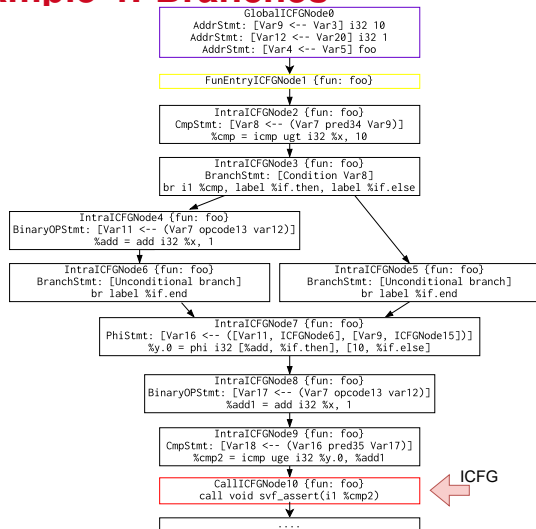 ample 4: Branches
GlobalICFGNode0
AddrStmt: [Var9 <-- Var3] i32 10
AddrStmt: [Var12 <-- Var20] i32 1
AddrStmt: [Var4 <-- Var5] foo
FunEntryICFGNode1 {fun: foo}
IntraICFGNode2 {fun: foo}
CmpStmt: [Var8 <-- (Var7 pred34 Var9)]
%cmp = icmp ugt i32 %x, 10
IntraICFGNode3 {fun: foo}
BranchStmt: [Condition Var8]
br i1 %cmp, label %if.then, label %if.else
IntraICFGNode4 {fun: foo}
BinaryOPStmt: [Var11 <-- (Var7 opcode13 var12)]
%add = add i32 %x, 1
IntraICFGNode6 {fun: foo}
BranchStmt: [Unconditional branch]
br label %if.end
IntraICFGNode5 {fun: foo}
BranchStmt: [Unconditional branch]
br label %if.end
IntraICFGNode7 {fun: foo}
PhiStmt: [Var16 <-- ([Var11, ICFGNode6], [Var9, ICFGNode15])]
%y.0 = phi i32 [%add, %if.then], [10, %if.else]
IntraICFGNode8 {fun: foo}
BinaryOPStmt: [Var17 <-- (Var7 opcode13 var12)]
%add1 = add i32 %x, 1
IntraICFGNode9 {fun: foo}
CmpStmt: [Var18 <-- (Var16 pred35 Var17)]
%cmp2 = icmp uge i32 %y.0, %add1
CallICFGNode10 {fun: foo}
call void svf_assert(i1 %cmp2)
ICFG
....